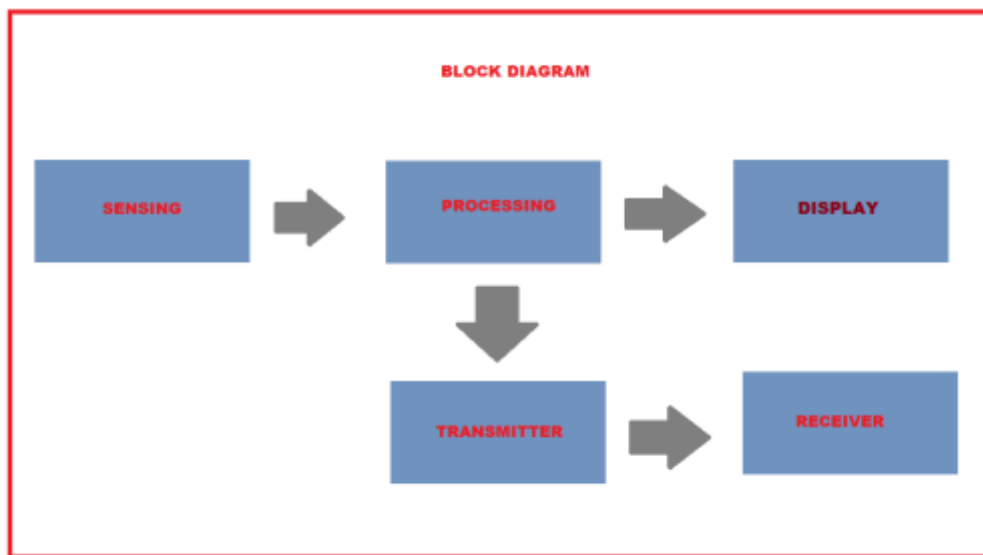 BLOCK DIAGRAM
SENSING
PROCESSING
DISPLAY
TRANSMITTER
RECEIVER